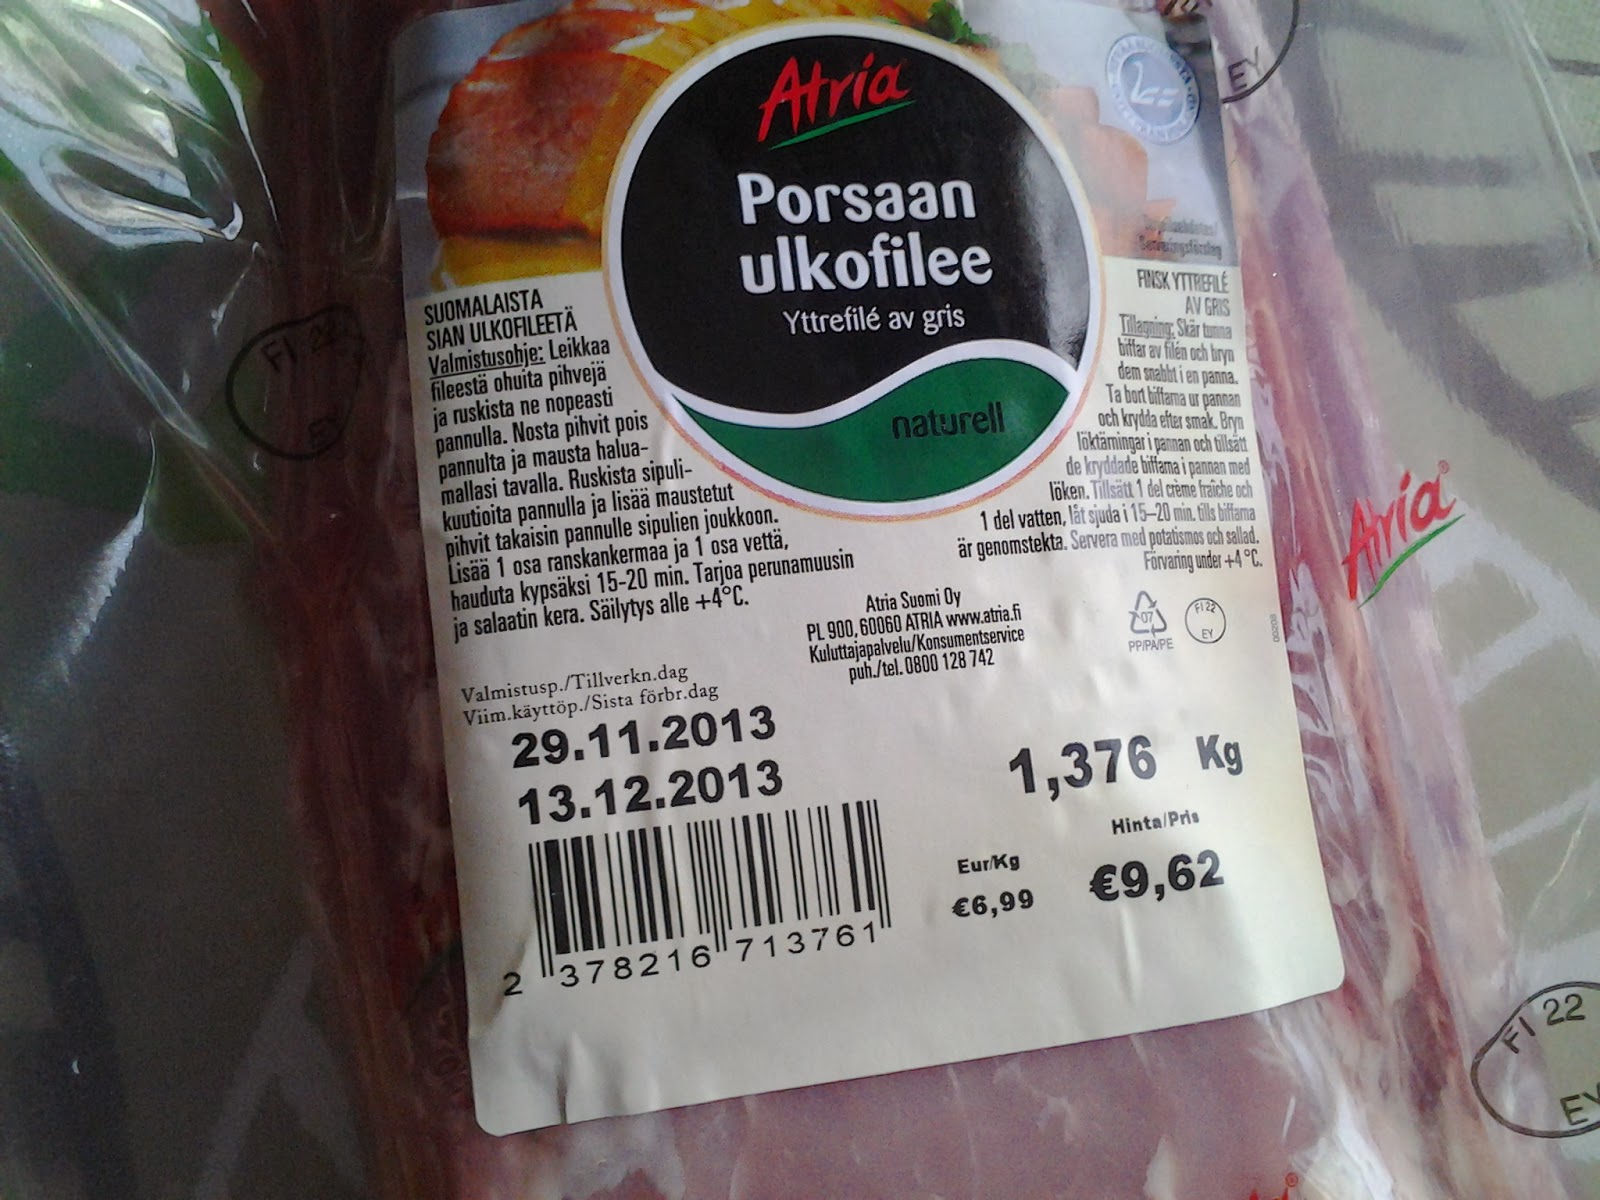 Atria
Porsaan
ulkofilee
Yttrefilé av gris
naturell
SUOMALAISTA
SIAN ULKOFILEETÄ
Valmistusohje: Leikkaa
fileestä ohuita pihvejä
ja ruskista ne nopeasti
pannulla. Nosta pihvit pois
pannulta ja mausta halua-
mallasi tavalla. Ruskista sipuli-
kuutioita pannulla ja lisää maustetut
pihvit takaisin pannulle sipulien joukkoon.
Lisää 1 osa ranskankermaa ja 1 osa vettä,
hauduta kypsäksi 15-20 min. Tarjoa perunamuusin
ja salaatin kera. Säilytys alle +4°C.
Serveringsförslag
FINSK YTTREFILÉ
AV GRIS
Tillagning: Skär tunna
biffar av filén och bryn
dem snabbt i en panna.
Ta bort biffarna ur pannan
och krydda efter smak. Bryn
löktärningar i pannan och tillsätt
de kryddade biffarna i pannan med
löken. Tillsätt 1 del crème fraîche och
1 del vatten, låt sjuda i 15–20 min. tills biffarna
är genomstekta. Servera med potatismos och sallad.
Förvaring under +4 °C.
Atria Suomi Oy
PL 900, 60060 ATRIA www.atria.fi
Kuluttajapalvelu/Konsumentservice
puh./tel. 0800 128 742
07
PP/PA/PE
FI 22
EY
Valmistusp./Tillverkn.dag
Viim.käyttöp./Sista förbr.dag
29.11.2013
13.12.2013
1,376 Kg
Hinta/Pris
Eur/Kg
€6,99
€9,62
2 378216 713761
FI 22
EY
EY
Atria
FI 22
EY